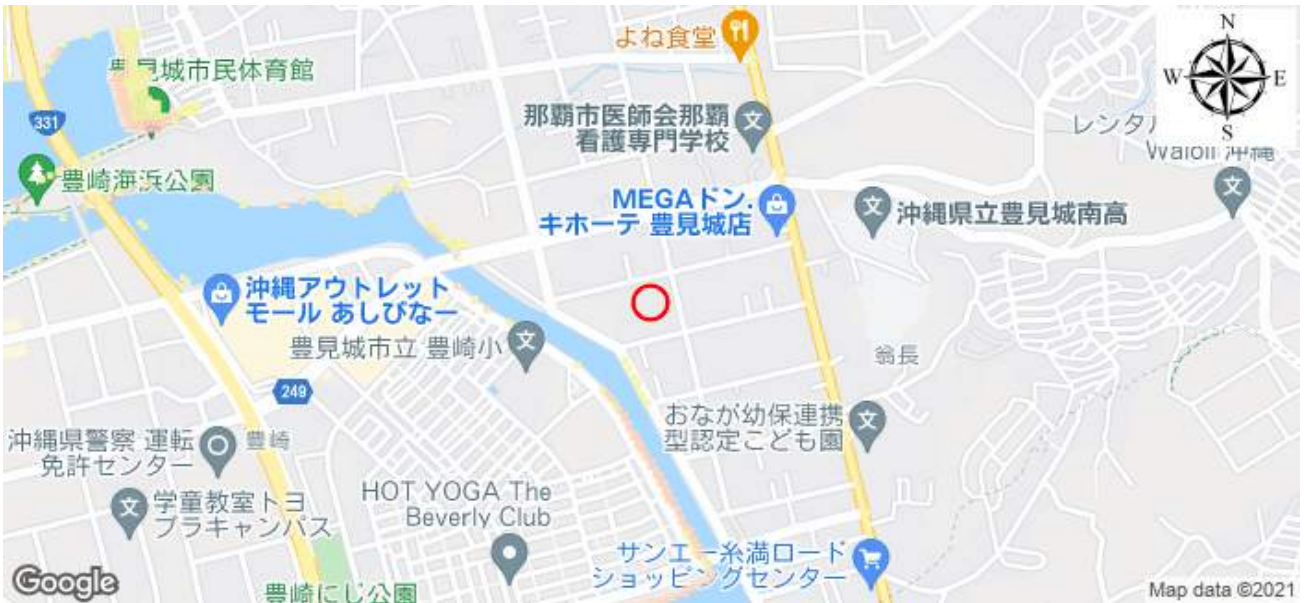 よね食堂
N
W
E
S
豊見城市民体育館
那覇市医師会那覇
看護専門学校
331
レンタル
Waioli 沖縄
豊崎海浜公園
MEGAドン.
キホーテ 豊見城店
沖縄県立豊見城南高
沖縄アウトレット
モール あしびなー
豊見城市立 豊崎小
翁長
249
おなが幼保連携
型認定こども園
沖縄県警察 運転
免許センター
豊崎
学童教室トヨ
プラキャンパス
HOT YOGA The
Beverly Club
サンエー糸満ロード
ショッピングセンター
豊崎にじ公園
Google
Map data ©2021